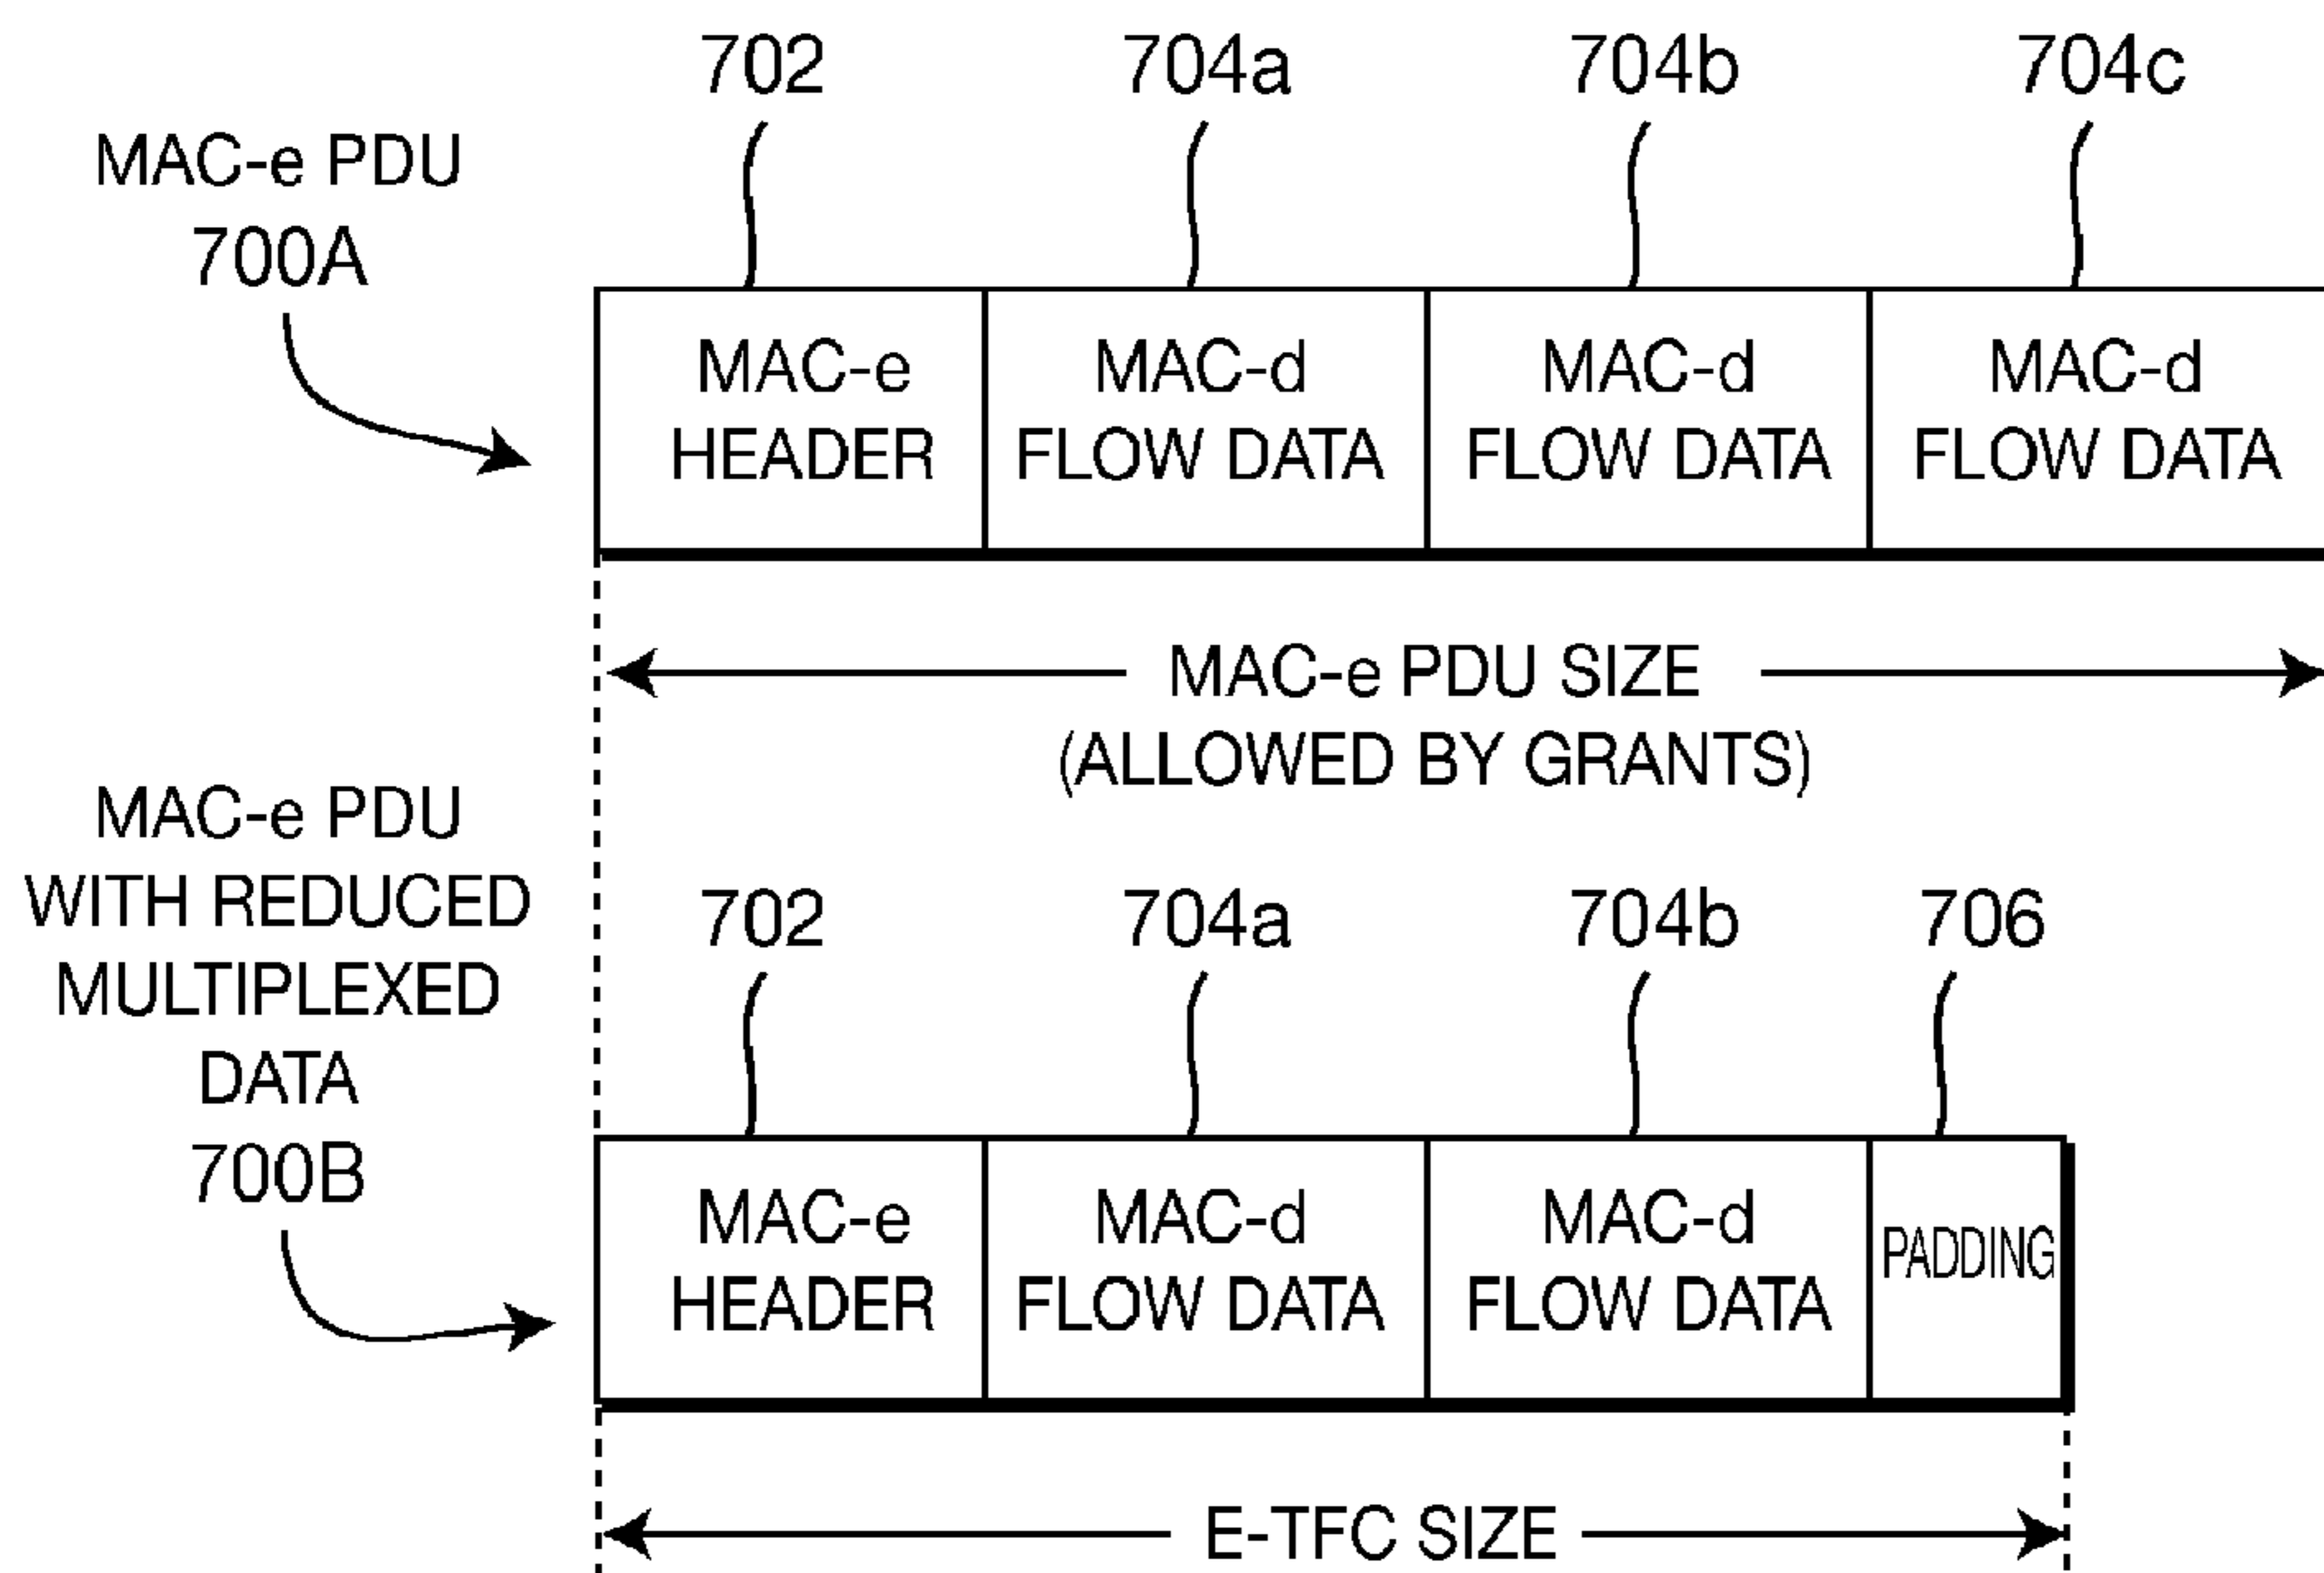 702 704a 704b 704c
MAC-e PDU
700A
MAC-e HEADER
MAC-d FLOW DATA
MAC-d FLOW DATA
MAC-d FLOW DATA
MAC-e PDU SIZE
(ALLOWED BY GRANTS)
MAC-e PDU
WITH REDUCED
MULTIPLEXED
DATA
700B
702 704a 704b 706
MAC-e HEADER
MAC-d FLOW DATA
MAC-d FLOW DATA
PADDING
E-TFC SIZE